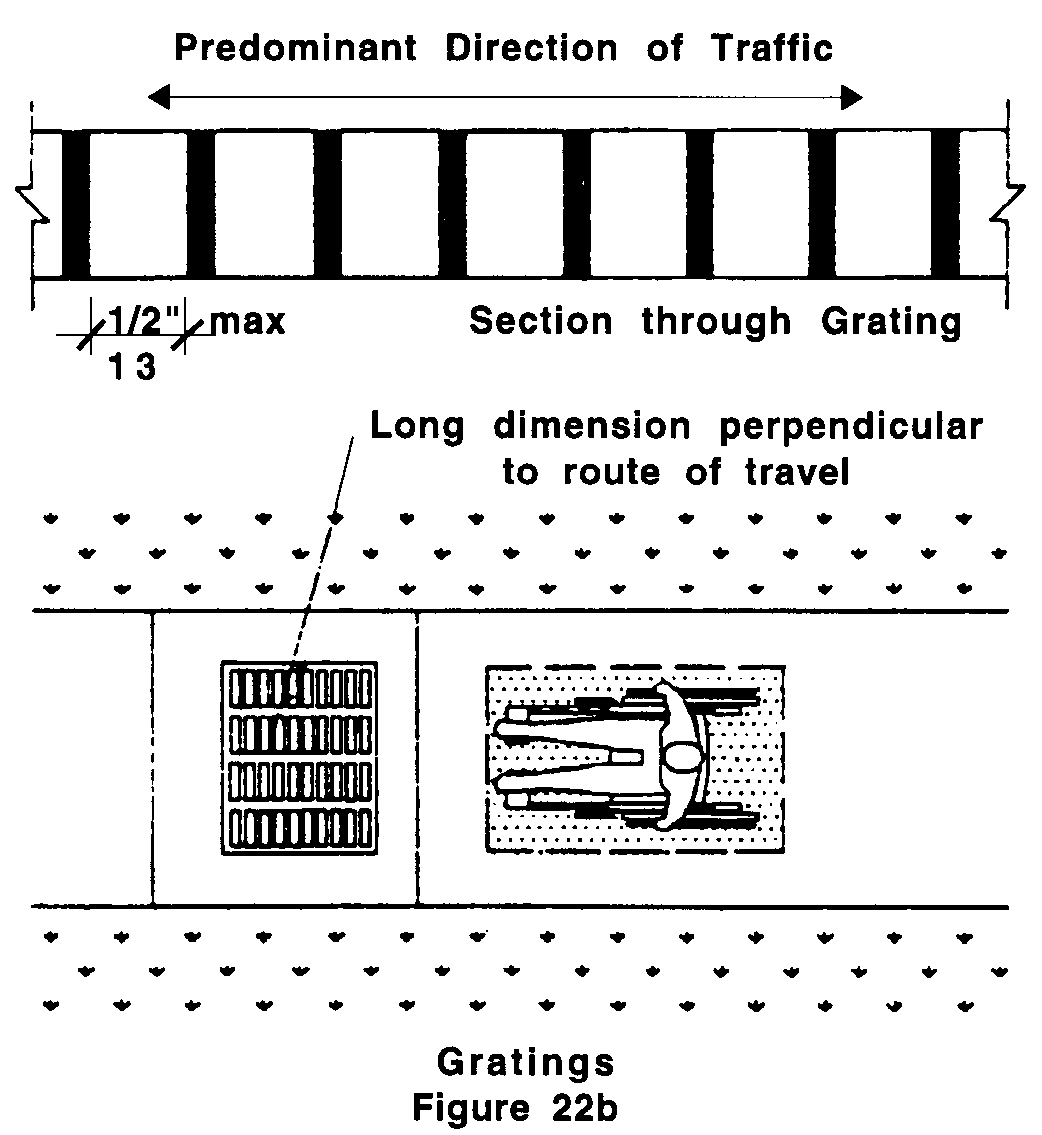 Predominant Direction of Traffic
1/2" max
13
Section through Grating
Long dimension perpendicular
to route of travel
Gratings
Figure 22b